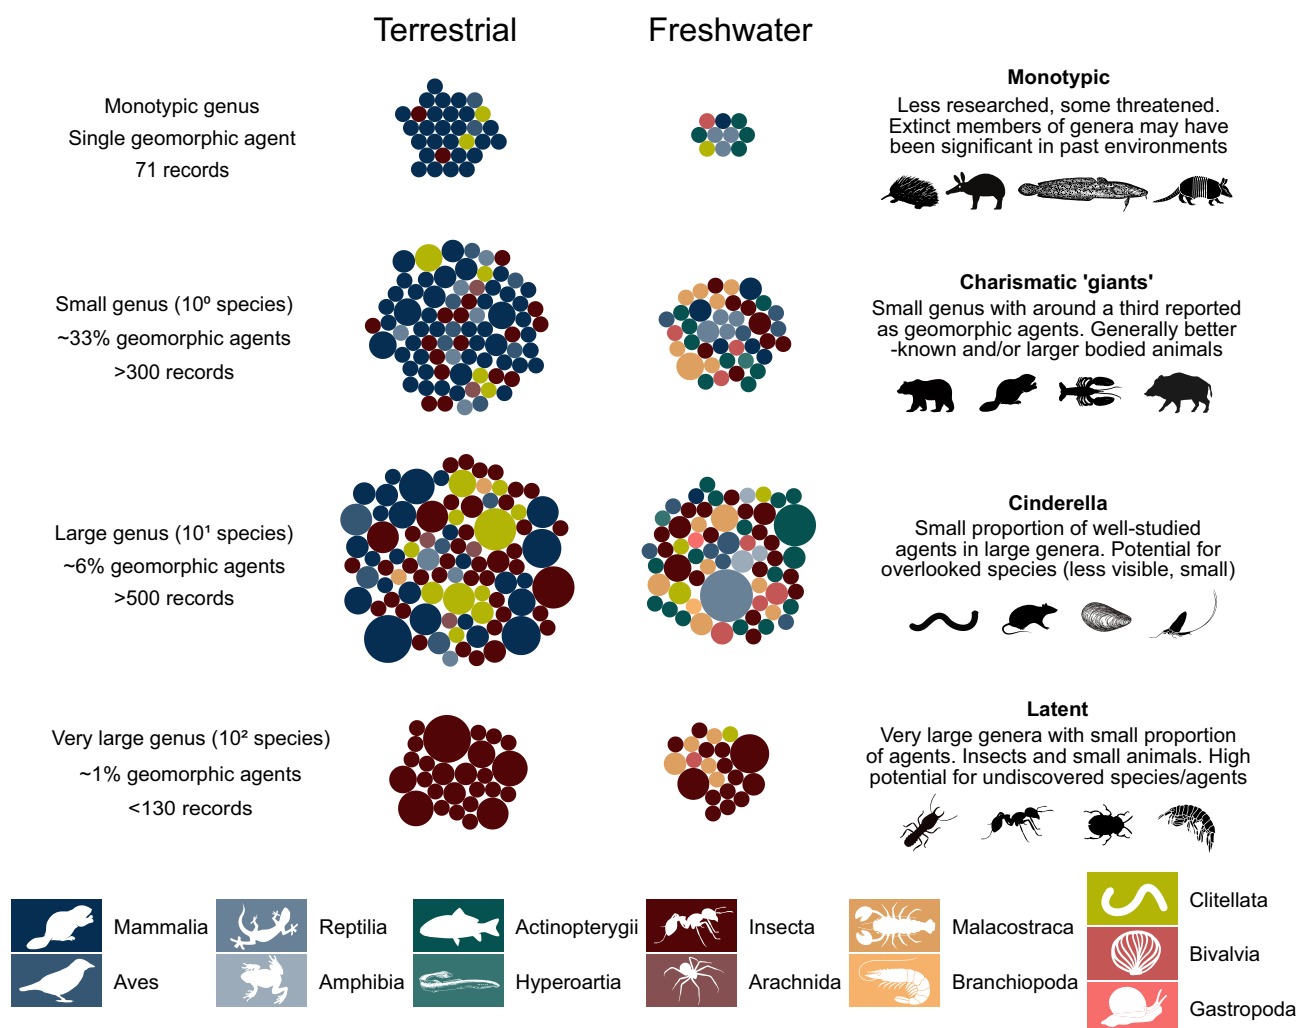 Terrestrial
Freshwater
Monotypic genus
Single geomorphic agent
71 records
Monotypic
Less researched, some threatened.
Extinct members of genera may have
been significant in past environments
Small genus (10⁰ species)
~33% geomorphic agents
>300 records
Charismatic 'giants'
Small genus with around a third reported
as geomorphic agents. Generally better
-known and/or larger bodied animals
Large genus (10¹ species)
~6% geomorphic agents
>500 records
Cinderella
Small proportion of well-studied
agents in large genera. Potential for
overlooked species (less visible, small)
Very large genus (10² species)
~1% geomorphic agents
<130 records
Latent
Very large genera with small proportion
of agents. Insects and small animals. High
potential for undiscovered species/agents
Mammalia
Reptilia
Actinopterygii
Insecta
Malacostraca
Clitellata
Aves
Amphibia
Hyperoartia
Arachnida
Branchiopoda
Bivalvia
Gastropoda